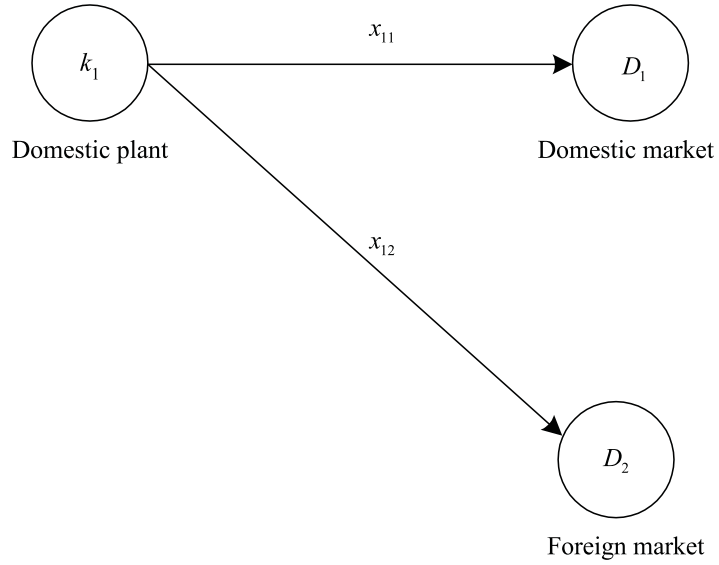 x₁₁
k₁
D₁
Domestic plant
Domestic market
x₁₂
D₂
Foreign market